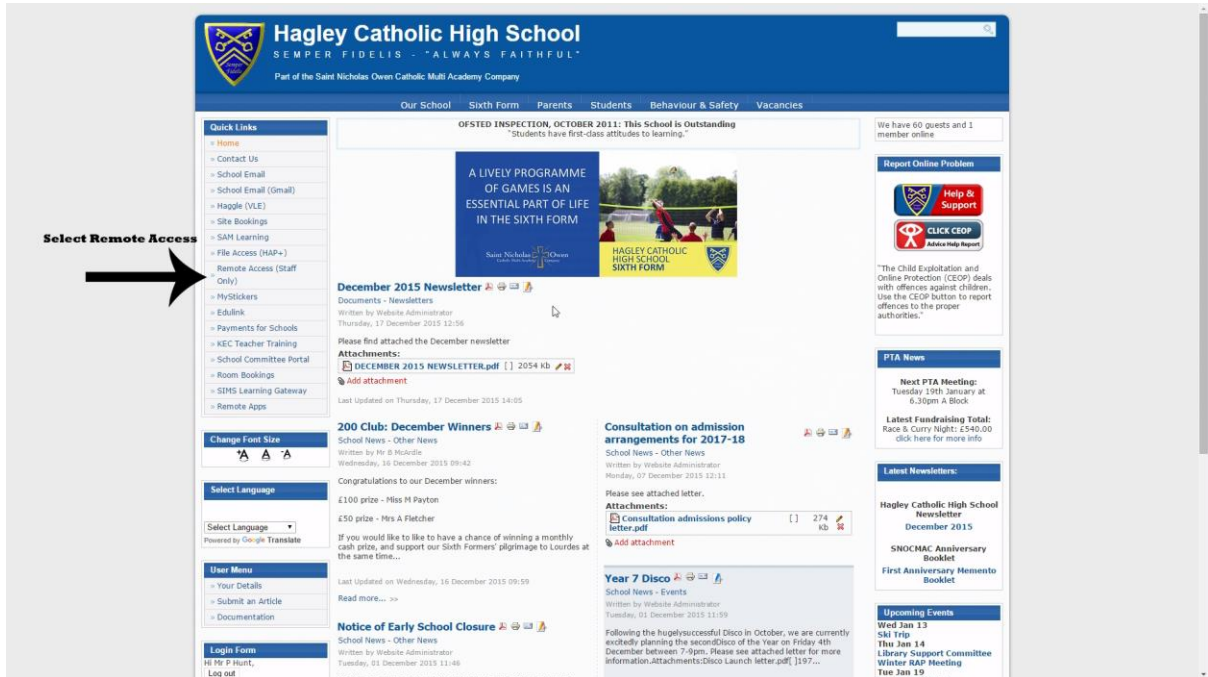 Hagley Catholic High School
SEMPER FIDELIS - "ALWAYS FAITHFUL"
Part of the Saint Nicholas Owen Catholic Multi Academy Company
Our School Sixth Form Parents Students Behaviour & Safety Vacancies
Select Remote Access
Quick Links
» Home
» Contact Us
» School Email
» School Email (Gmail)
» Haggle (VLE)
» Site Bookings
» SAM Learning
» File Access (HAP+)
» Remote Access (Staff
Only)
» MyStickers
» Edulink
» Payments for Schools
» KEC Teacher Training
» School Committee Portal
» Room Bookings
» SIMS Learning Gateway
» Remote Apps
Change Font Size
+A A -A
Select Language
Select Language
Powered by Google Translate
User Menu
» Your Details
» Submit an Article
» Documentation
Login Form
Hi Mr P Hunt,
Log out
OFSTED INSPECTION, OCTOBER 2011: This School is Outstanding
"Students have first-class attitudes to learning."
A LIVELY PROGRAMME
OF GAMES IS AN
ESSENTIAL PART OF LIFE
IN THE SIXTH FORM
Saint Nicholas Owen
HAGLEY CATHOLIC
HIGH SCHOOL
SIXTH FORM
December 2015 Newsletter
Documents - Newsletters
Written by Website Administrator
Thursday, 17 December 2015 12:56
Please find attached the December newsletter
Attachments:
DECEMBER 2015 NEWSLETTER.pdf [ ] 2054 Kb
Add attachment
Last Updated on Thursday, 17 December 2015 14:05
200 Club: December Winners
School News - Other News
Written by Mr B McArdle
Wednesday, 16 December 2015 09:42
Congratulations to our December winners:
£100 prize - Miss M Payton
£50 prize - Mrs A Fletcher
If you would like to like to have a chance of winning a monthly
cash prize, and support our Sixth Formers' pilgrimage to Lourdes at
the same time...
Last Updated on Wednesday, 16 December 2015 09:59
Read more... >>
Notice of Early School Closure
School News - Other News
Written by Website Administrator
Tuesday, 01 December 2015 11:46
Consultation on admission
arrangements for 2017-18
School News - Other News
Written by Website Administrator
Monday, 07 December 2015 12:11
Please see attached letter.
Attachments:
Consultation admissions policy [ ] 274
letter.pdf Kb
Add attachment
Year 7 Disco
School News - Events
Written by Website Administrator
Tuesday, 01 December 2015 11:59
Following the hugelysuccessful Disco in October, we are currently
excitedly planning the secondDisco of the Year on Friday 4th
December between 7-9pm. Please see attached letter for more
information.Attachments:Disco Launch letter.pdf[ ]197...
We have 60 guests and 1
member online
Report Online Problem
Help &
Support
CLICK CEOP
Advice Help Report
"The Child Exploitation and
Online Protection (CEOP) deals
with offences against children.
Use the CEOP button to report
offences to the proper
authorities."
PTA News
Next PTA Meeting:
Tuesday 19th January at
6.30pm A Block
Latest Fundraising Total:
Race & Curry Night: £540.00
click here for more info
Latest Newsletters:
Hagley Catholic High School
Newsletter
December 2015
SNOCMAC Anniversary
Booklet
First Anniversary Memento
Booklet
Upcoming Events
Wed Jan 13
Ski Trip
Thu Jan 14
Library Support Committee
Winter RAP Meeting
Tue Jan 19